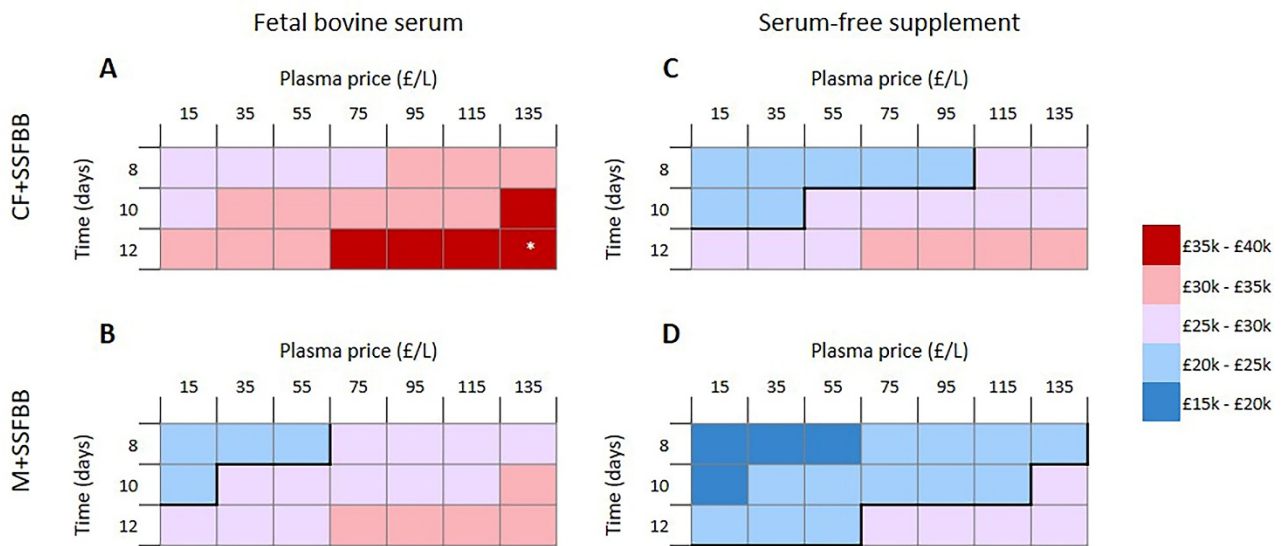 Fetal bovine serum
Serum-free supplement
CF+SSFBB
M+SSFBB
A
Plasma price (£/L)
15 35 55 75 95 115 135
Time (days)
8
10
12
*
C
Plasma price (£/L)
15 35 55 75 95 115 135
Time (days)
8
10
12
B
Plasma price (£/L)
15 35 55 75 95 115 135
Time (days)
8
10
12
D
Plasma price (£/L)
15 35 55 75 95 115 135
Time (days)
8
10
12
£35k - £40k
£30k - £35k
£25k - £30k
£20k - £25k
£15k - £20k